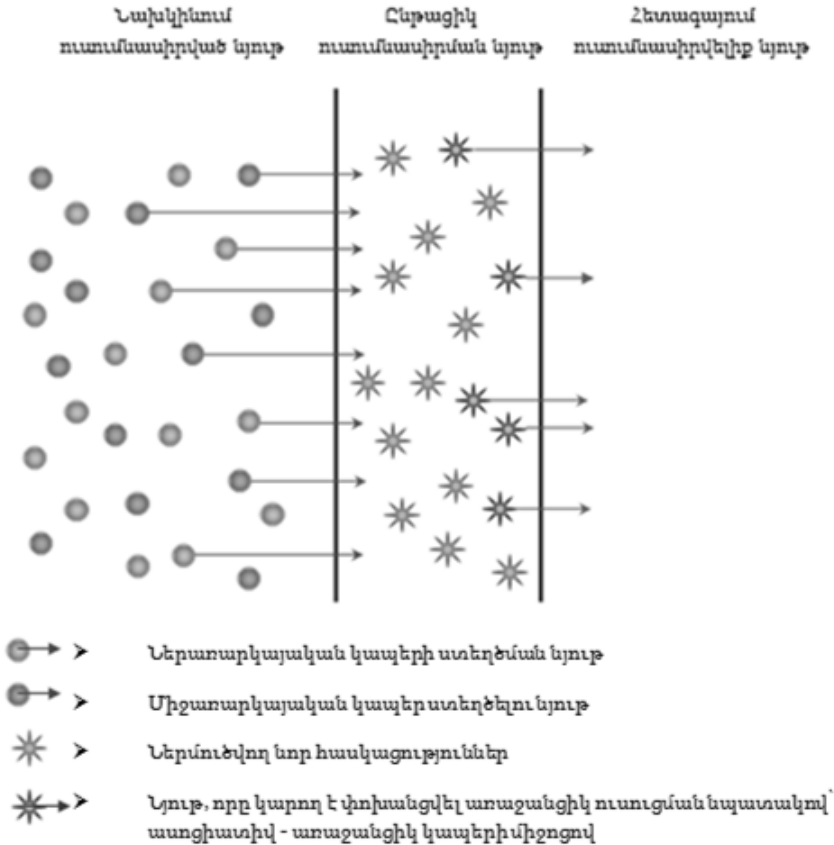 Նախկինում
ուսումնասիրված նյութ
Ընթացիկ
ուսումնասիրման նյութ
Հետագայում
ուսումնասիրվելիք նյութ
Ներառարկայական կապերի ստեղծման նյութ
Միջառարկայական կապեր ստեղծելու նյութ
Ներմուծվող նոր հասկացություններ
Նյութ, որը կարող է փոխանցվել առաջանցիկ ուսուցման նպատակով՝
ասոցիատիվ - առաջանցիկ կապերի միջոցով